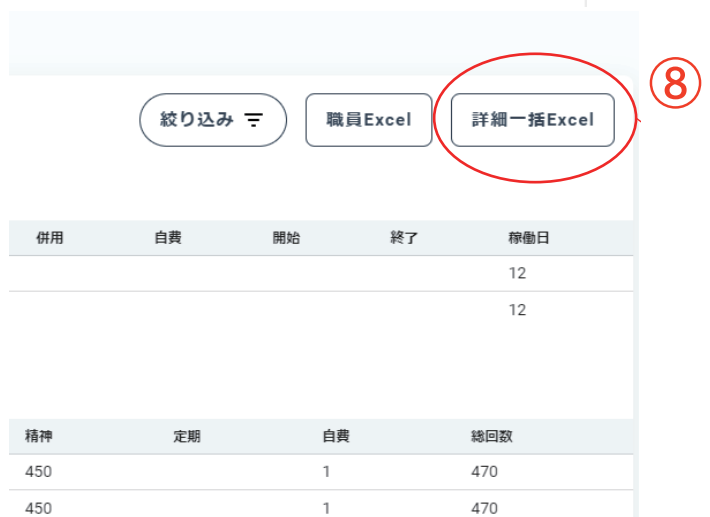 ⑧
絞り込み 職員Excel 詳細一括Excel
併用 自費 開始 終了 稼働日
12
12
精神 定期 自費 総回数
450 1 470
450 1 470